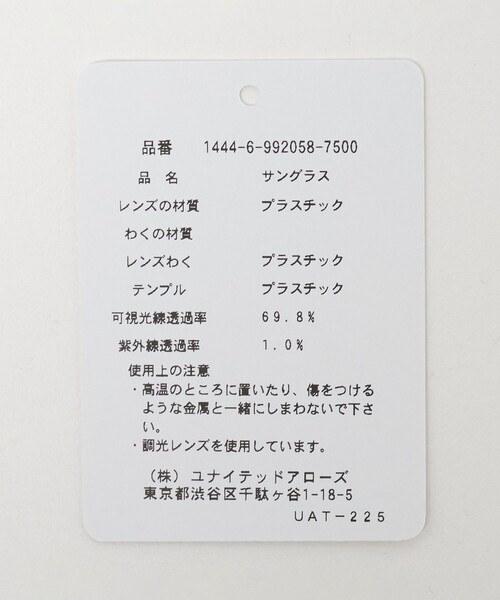 品番 1444-6-992058-7500
品 名 サングラス
レンズの材質 プラスチック
わくの材質
レンズわく プラスチック
テンプル プラスチック
可視光線透過率 69.8%
紫外線透過率 1.0%
使用上の注意
・高温のところに置いたり、傷をつける
ような金属と一緒にしまわないで下さ
い。
・調光レンズを使用しています。
(株) ユナイテッドアローズ
東京都渋谷区千駄ヶ谷1-18-5
UAT-225